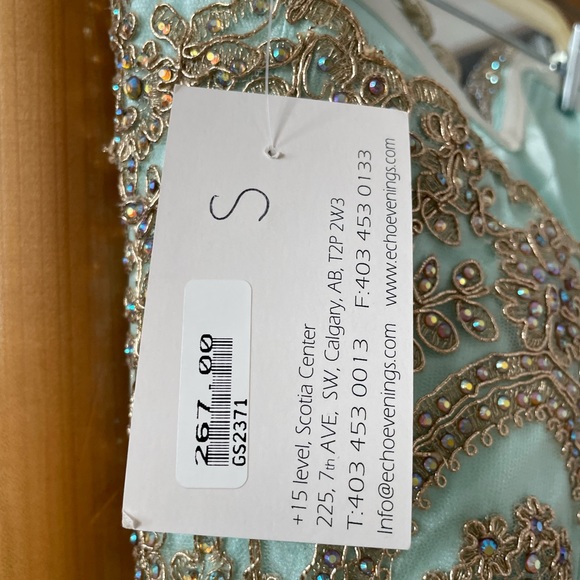 S
267.00
GS2371
+15 level, Scotia Center
225, 7th AVE, SW, Calgary, AB, T2P 2W3
T:403 453 0013 F:403 453 0133
Info@echoevenings.com www.echoevenings.com